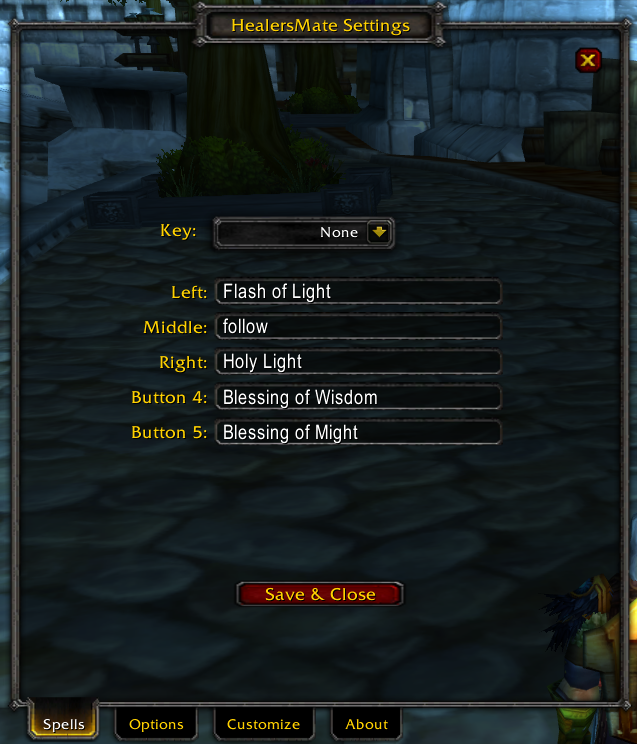 HealersMate Settings
Key: None
Left: Flash of Light
Middle: follow
Right: Holy Light
Button 4: Blessing of Wisdom
Button 5: Blessing of Might
Save & Close
Spells Options Customize About